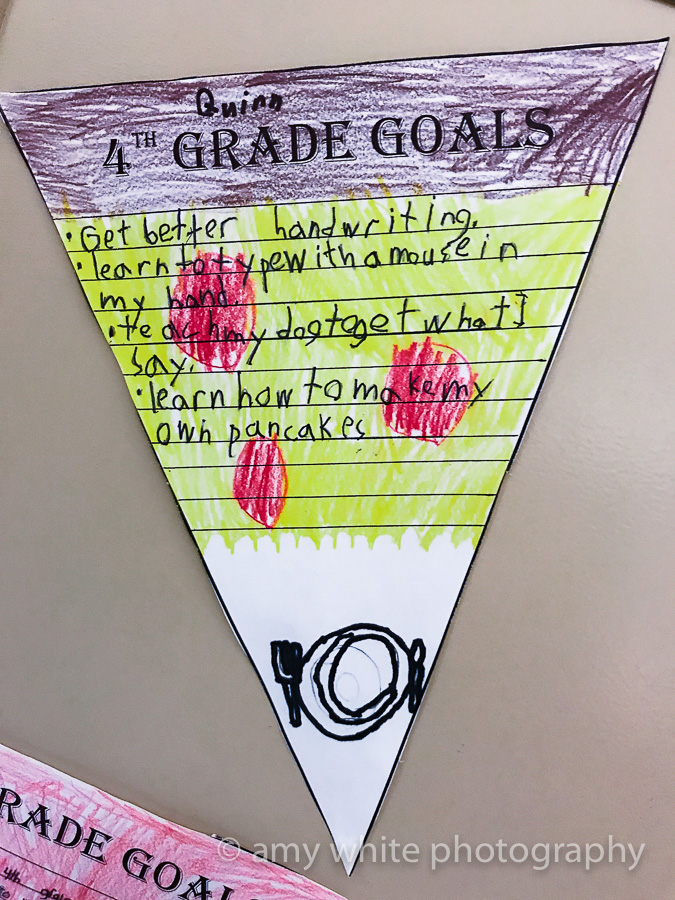 Quinn
4TH GRADE GOALS
• Get better handwriting.
• learn to type with a mouse in
my hand.
• teach my dog to get what I
say.
• learn how to make my
own pancakes
RADE GOALS
© amy white photography